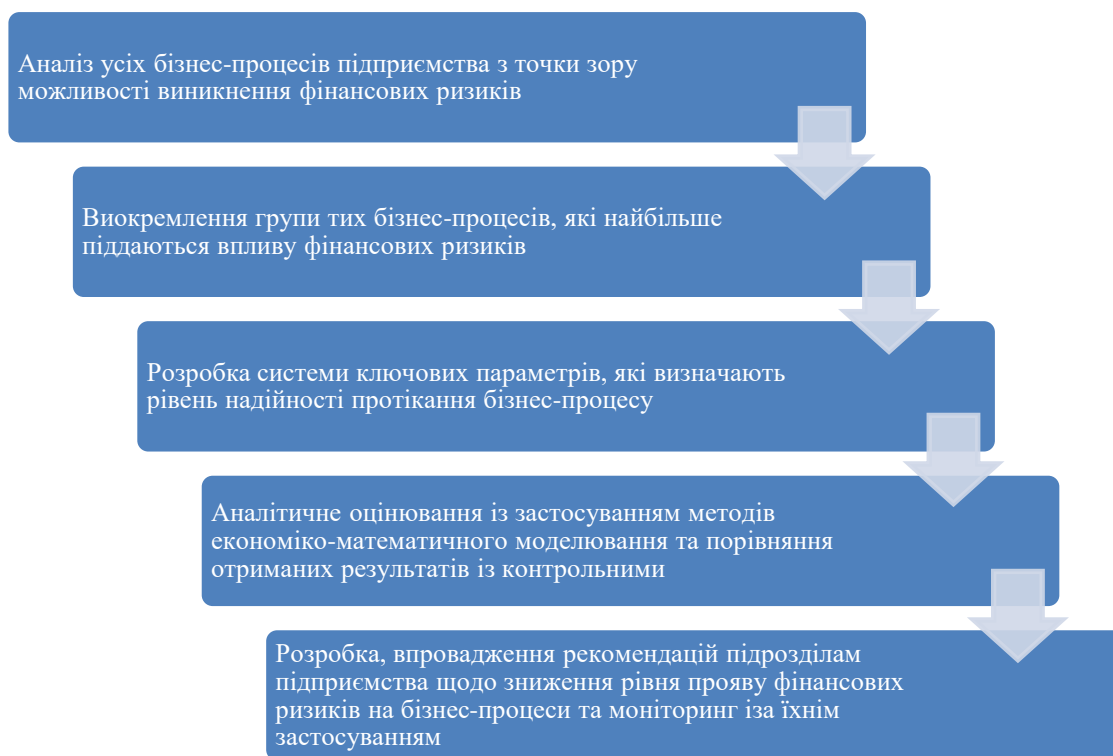 Аналіз усіх бізнес-процесів підприємства з точки зору
можливості виникнення фінансових ризиків
Виокремлення групи тих бізнес-процесів, які найбільше
піддаються впливу фінансових ризиків
Розробка системи ключових параметрів, які визначають
рівень надійності протікання бізнес-процесу
Аналітичне оцінювання із застосуванням методів
економіко-математичного моделювання та порівняння
отриманих результатів із контрольними
Розробка, впровадження рекомендацій підрозділам
підприємства щодо зниження рівня прояву фінансових
ризиків на бізнес-процеси та моніторинг іза їхнім
застосуванням